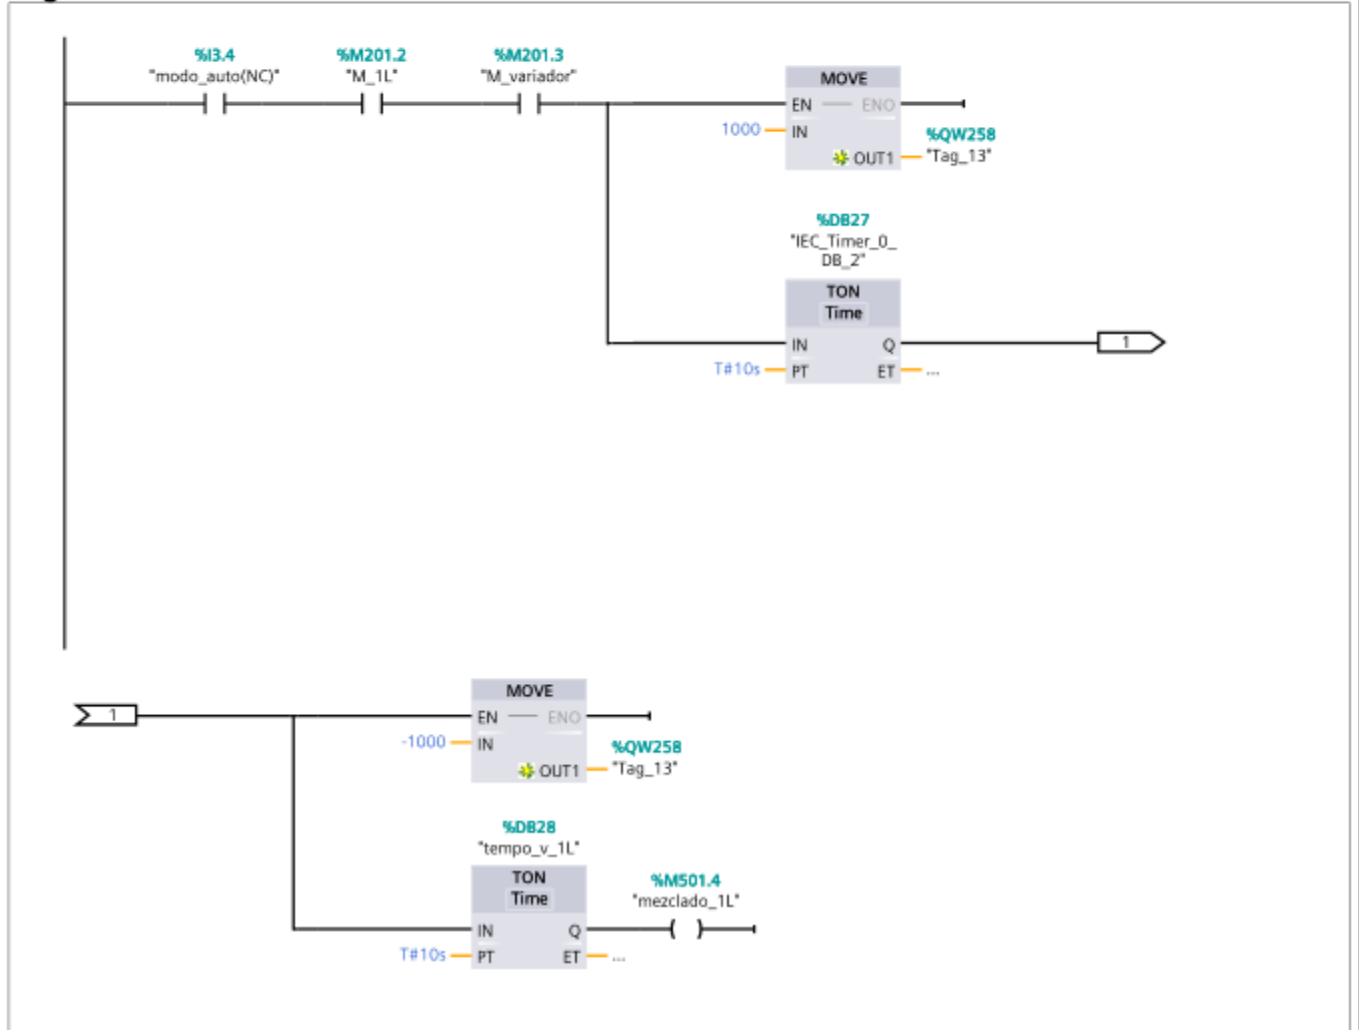 %I3.4
"modo_auto(NC)"
%M201.2
"M_1L"
%M201.3
"M_variador"
MOVE
EN
ENO
1000
IN
OUT1
%QW258
"Tag_13"
%DB27
"IEC_Timer_0_
DB_2"
TON
Time
IN
Q
1
T#10s
PT
ET
...
1
MOVE
EN
ENO
-1000
IN
OUT1
%QW258
"Tag_13"
%DB28
"tempo_v_1L"
TON
Time
%M501.4
"mezclado_1L"
IN
Q
T#10s
PT
ET
...